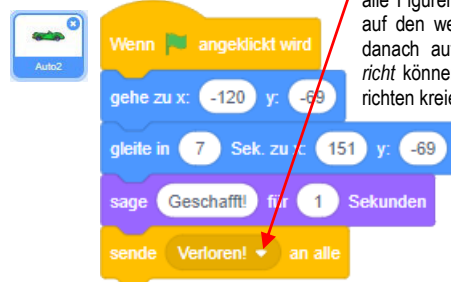 alle Figuren
auf den we
danach au
richt könne
richten kreie
Auto2
Wenn angeklickt wird
gehe zu x: -120 y: -69
gleite in 7 Sek. zu x: 151 y: -69
sage Geschafft! für 1 Sekunden
sende Verloren! an alle